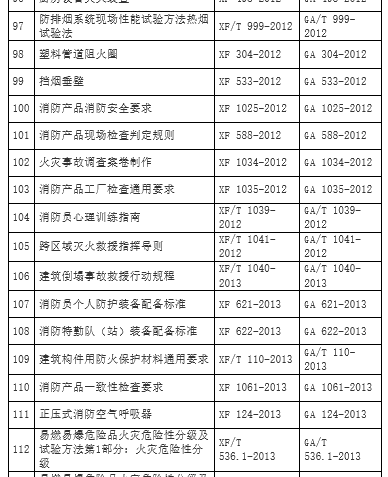 97 防排烟系统现场性能试验方法热烟试验法 XF/T 999-2012 GA/T 999-2012
98 塑料管道阻火圈 XF 304-2012 GA 304-2012
99 挡烟垂壁 XF 533-2012 GA 533-2012
100 消防产品消防安全要求 XF 1025-2012 GA 1025-2012
101 消防产品现场检查判定规则 XF 588-2012 GA 588-2012
102 火灾事故调查案卷制作 XF 1034-2012 GA 1034-2012
103 消防产品工厂检查通用要求 XF 1035-2012 GA 1035-2012
104 消防员心理训练指南 XF/T 1039-2012 GA/T 1039-2012
105 跨区域灭火救援指挥导则 XF/T 1041-2012 GA/T 1041-2012
106 建筑倒塌事故救援行动规程 XF/T 1040-2013 GA/T 1040-2013
107 消防员个人防护装备配备标准 XF 621-2013 GA 621-2013
108 消防特勤队（站）装备配备标准 XF 622-2013 GA 622-2013
109 建筑构件用防火保护材料通用要求 XF/T 110-2013 GA/T 110-2013
110 消防产品一致性检查要求 XF 1061-2013 GA 1061-2013
111 正压式消防空气呼吸器 XF 124-2013 GA 124-2013
112 易燃易爆危险品火灾危险性分级及试验方法第1部分：火灾危险性分级 XF/T 536.1-2013 GA/T 536.1-2013